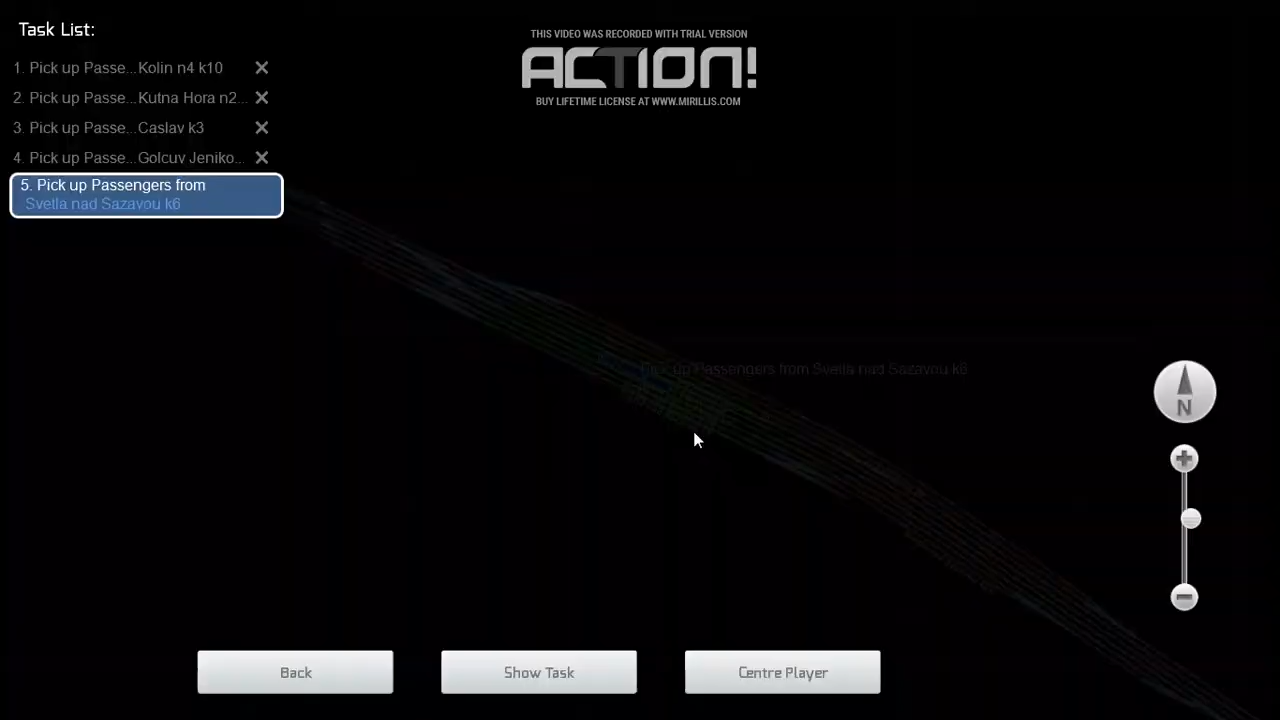 Task List:
THIS VIDEO WAS RECORDED WITH TRIAL VERSION
ACTION!
BUY LIFETIME LICENSE AT WWW.MIRILLIS.COM
1. Pick up Passe...Kolin n4 k10
2. Pick up Passe...Kutna Hora n2...
3. Pick up Passe...Caslav k3
4. Pick up Passe...Golcuv Jeniko...
5. Pick up Passengers from
Svetla nad Sazavou k6
Pick up Passengers from Svetla nad Sazavou k6
N
Back
Show Task
Centre Player